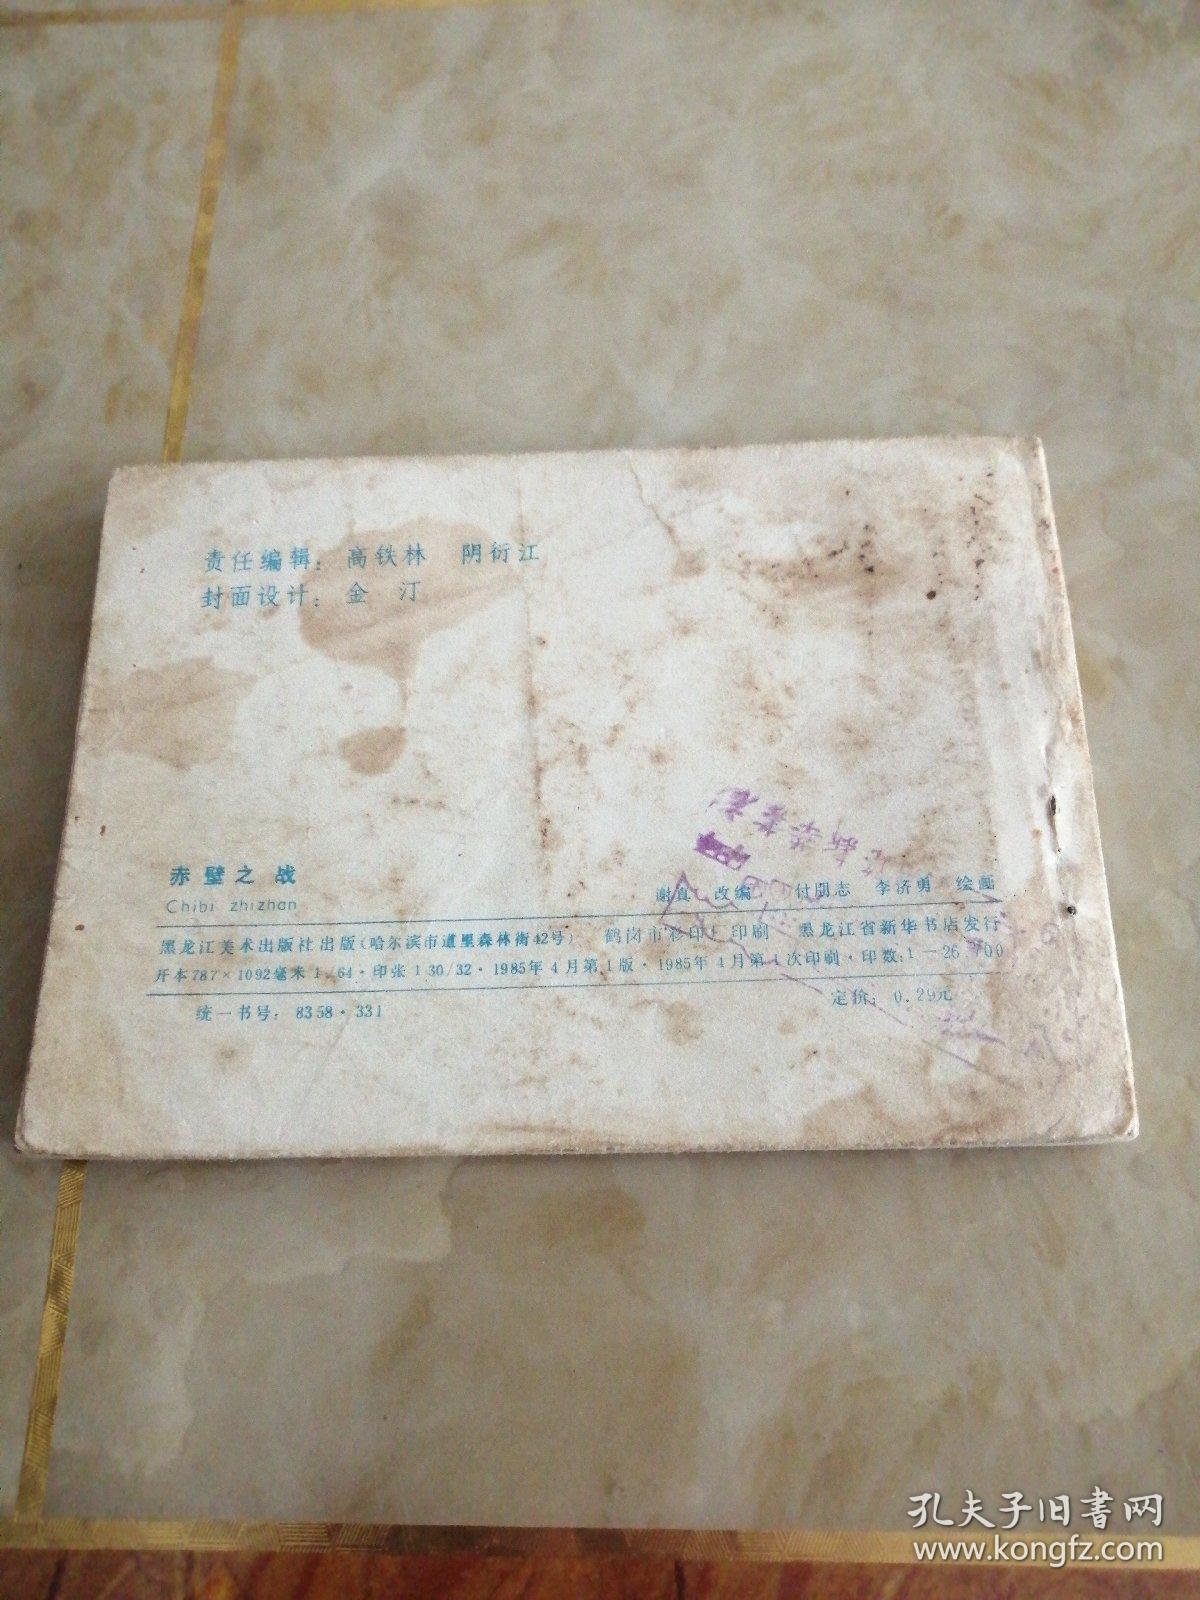 责任编辑：高铁林　阴衍江
封面设计：金　汀
赤壁之战
Chibi zhizhan
谢真　改编　付朋志　李济勇　绘画
黑龙江美术出版社出版（哈尔滨市道里森林街42号）　鹤岗市彩印厂印刷　黑龙江省新华书店发行
开本787×1092毫米 1/64·印张 1 30/32·1985年4月第1版·1985年4月第1次印刷·印数：1—26,700
统一书号：8358·331
定价：0.29元
孔夫子旧书网
www.kongfz.com